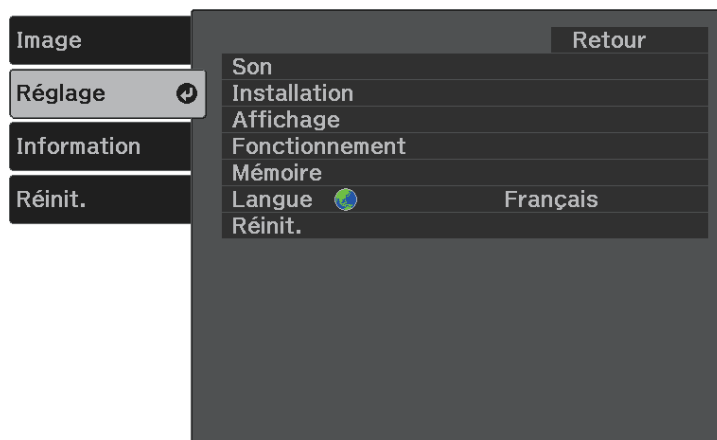 Image
Réglage
Information
Réinit.
Retour
Son
Installation
Affichage
Fonctionnement
Mémoire
Langue Français
Réinit.